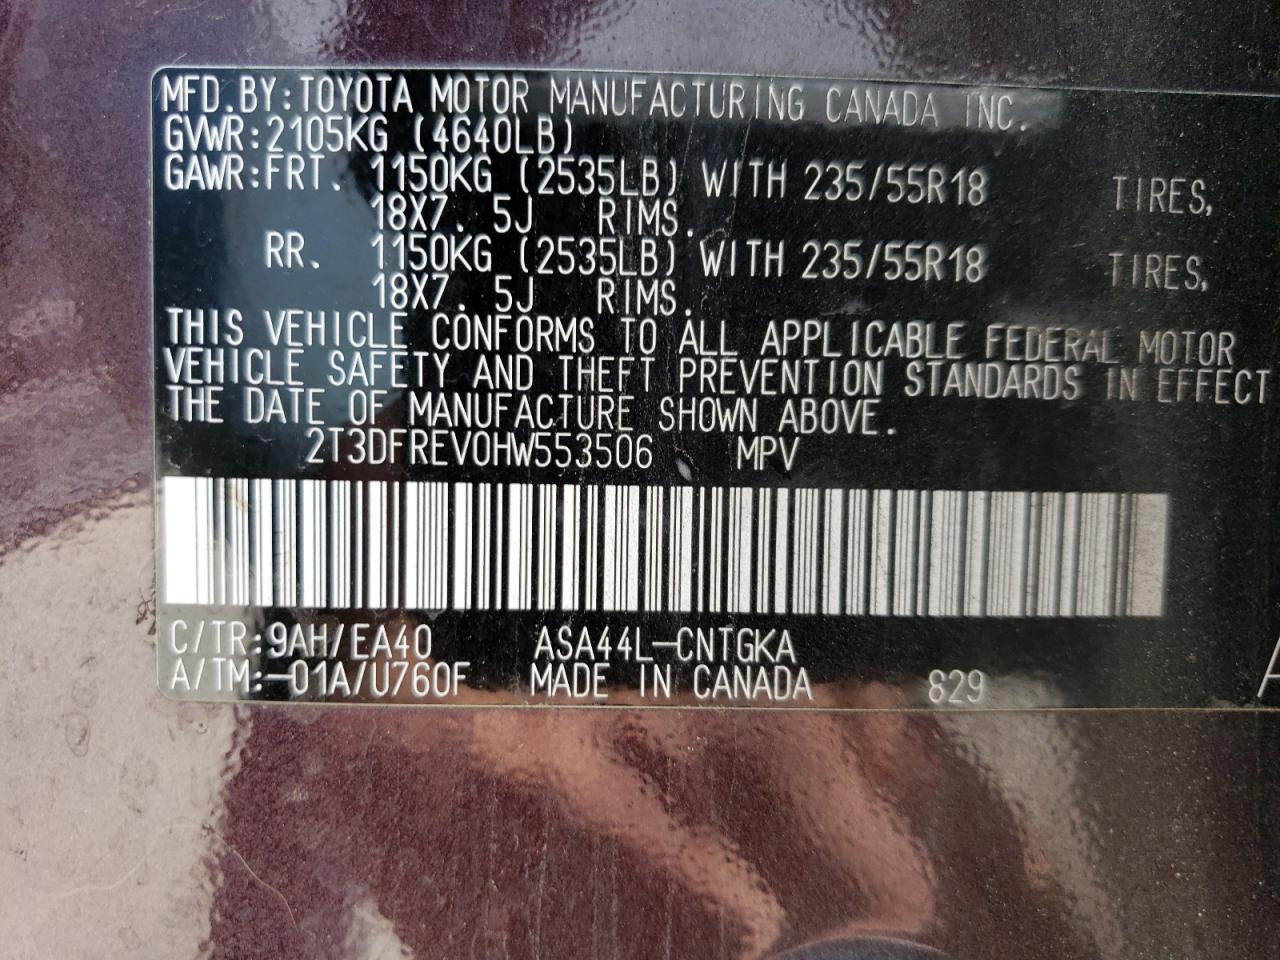 MFD.BY:TOYOTA MOTOR MANUFACTURING CANADA INC.
GVWR:2105KG (4640LB)
GAWR:FRT. 1150KG (2535LB) WITH 235/55R18 TIRES,
18X7.5J RIMS.
RR. 1150KG (2535LB) WITH 235/55R18 TIRES,
18X7.5J RIMS.
THIS VEHICLE CONFORMS TO ALL APPLICABLE FEDERAL MOTOR
VEHICLE SAFETY AND THEFT PREVENTION STANDARDS IN EFFECT
THE DATE OF MANUFACTURE SHOWN ABOVE.
2T3DFREV0HW553506 MPV
C/TR:9AH/EA40 ASA44L-CNTGKA
A/TM:-01A/U760F MADE IN CANADA 829